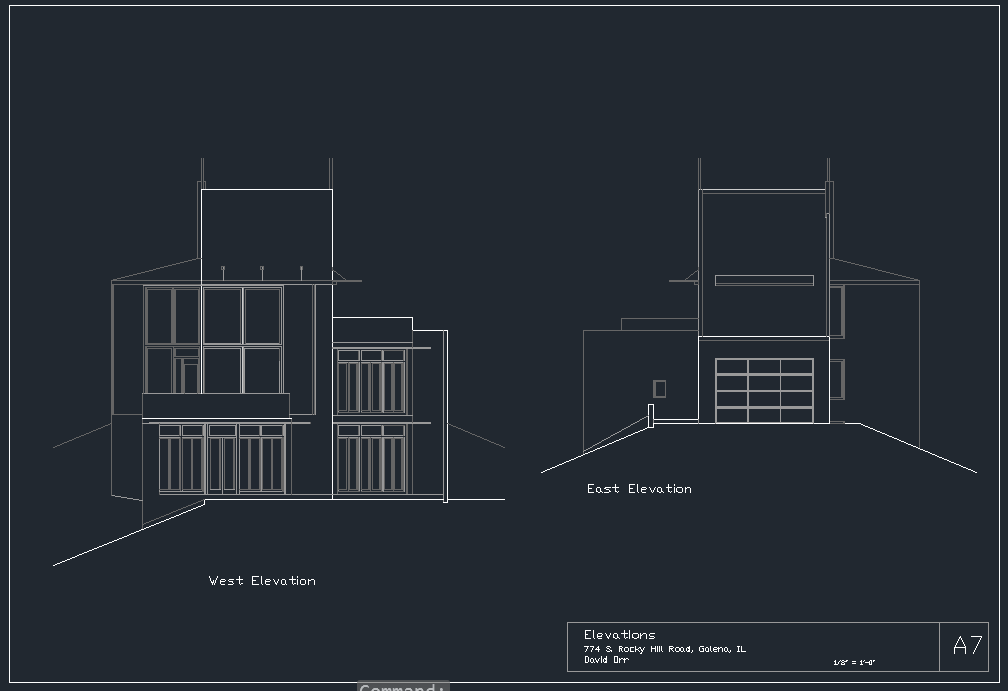 East Elevation
West Elevation
Elevations
774 S. Rocky Hill Road, Galena, IL
David Orr
1/8" = 1'-0"
A7
Command: